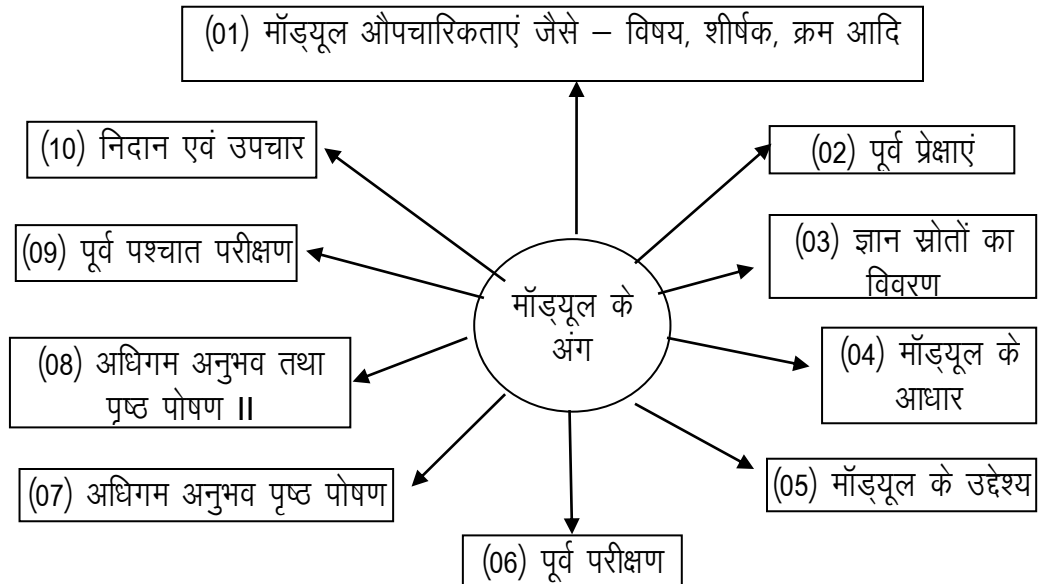 (01) मॉड्यूल औपचारिकताएं जैसे – विषय, शीर्षक, क्रम आदि
(10) निदान एवं उपचार
(02) पूर्व प्रेक्षाएं
(09) पूर्व पश्चात परीक्षण
(03) ज्ञान स्रोतों का
विवरण
मॉड्यूल के
अंग
(08) अधिगम अनुभव तथा
पृष्ठ पोषण II
(04) मॉड्यूल के
आधार
(07) अधिगम अनुभव पृष्ठ पोषण
(05) मॉड्यूल के उद्देश्य
(06) पूर्व परीक्षण